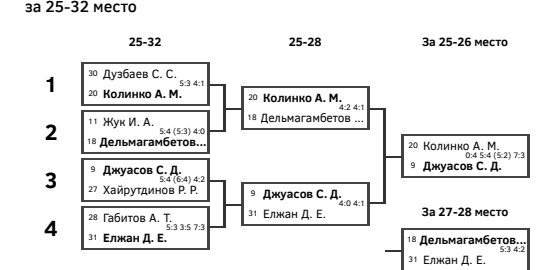 за 25-32 место
25-32
25-28
За 25-26 место
1
30 Дузбаев С. С.
5:3 4:1
20 Колинко А. М.
2
11 Жук И. А.
5:4 (5:3) 4:0
18 Дельмагамбетов...
3
9 Джуасов С. Д.
5:4 (6:4) 4:2
27 Хайрутдинов Р. Р.
4
28 Габитов А. Т.
5:3 3:5 7:3
31 Елжан Д. Е.
20 Колинко А. М.
4:2 4:1
18 Дельмагамбетов ...
9 Джуасов С. Д.
4:0 4:1
31 Елжан Д. Е.
20 Колинко А. М.
0:4 5:4 (5:2) 7:3
9 Джуасов С. Д.
За 27-28 место
18 Дельмагамбетов...
5:3 4:2
31 Елжан Д. Е.